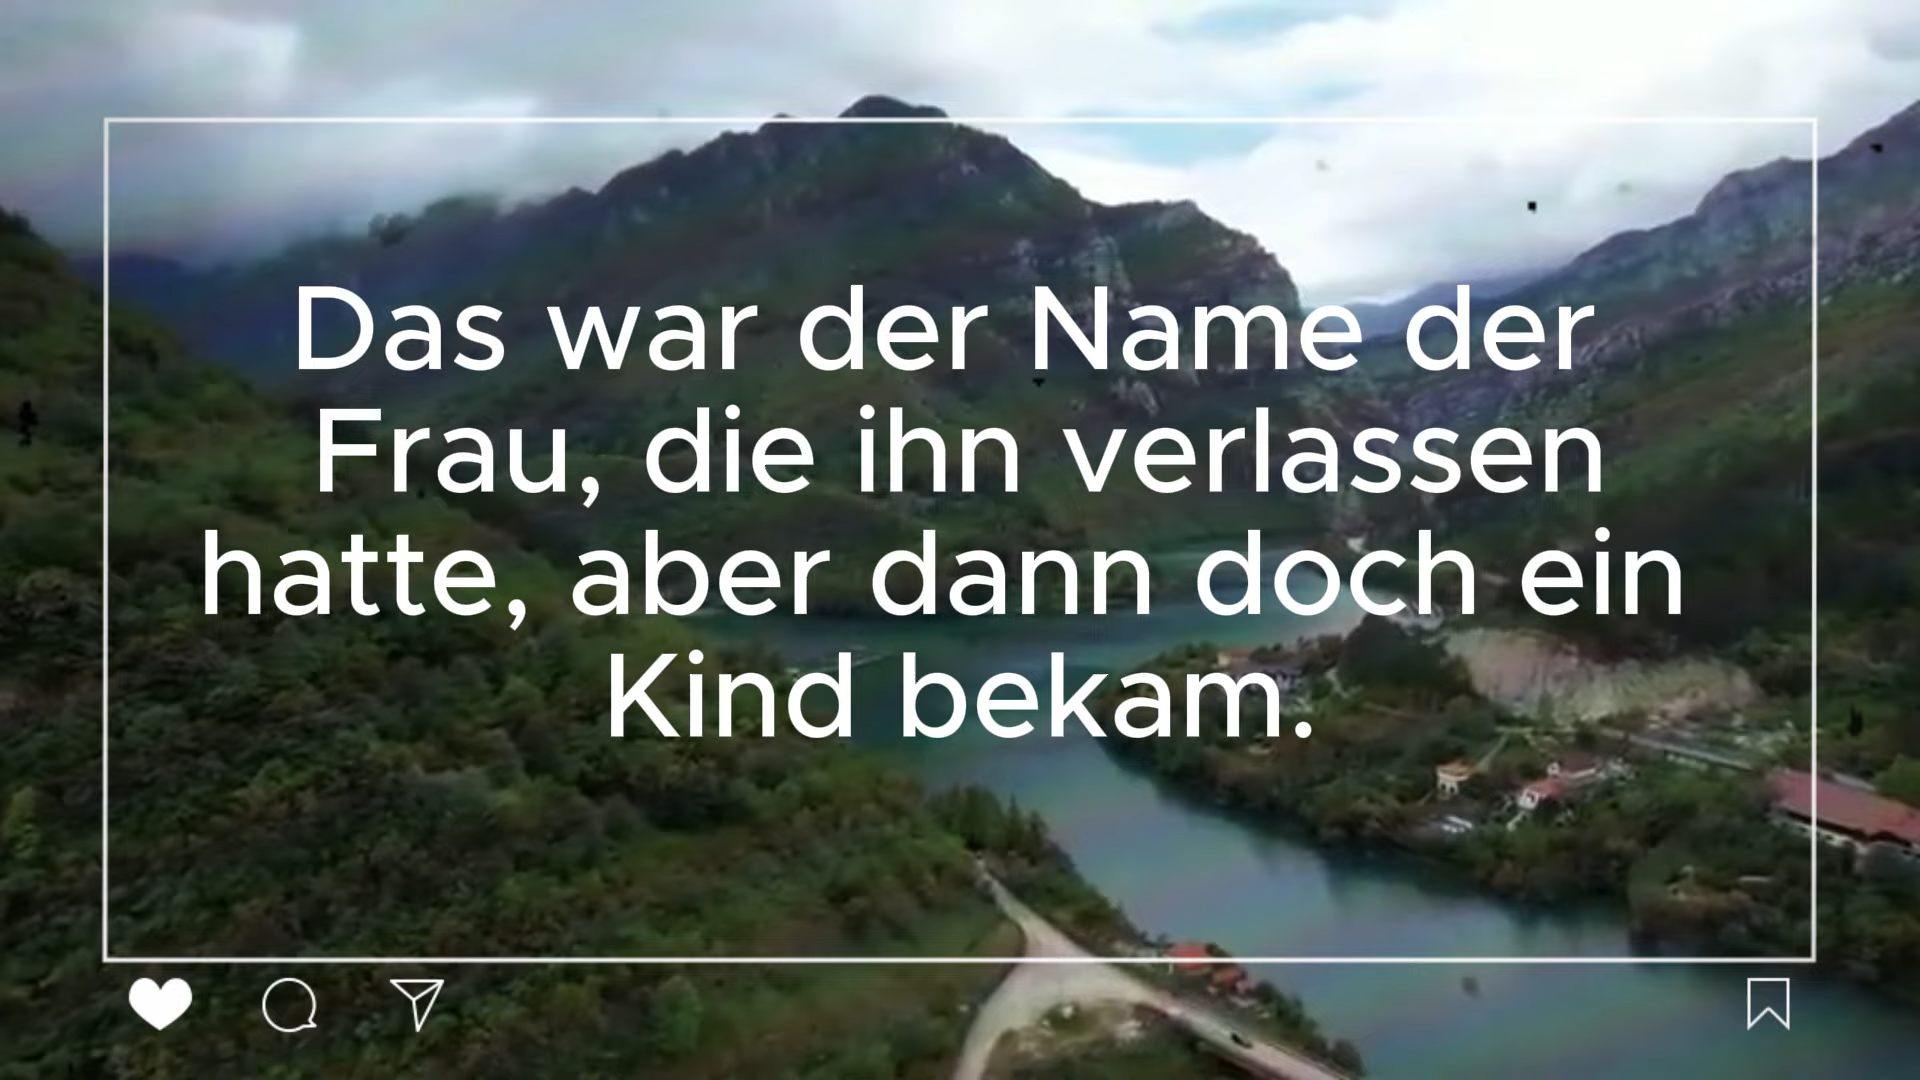 Das war der Name der
Frau, die ihn verlassen
hatte, aber dann doch ein
Kind bekam.